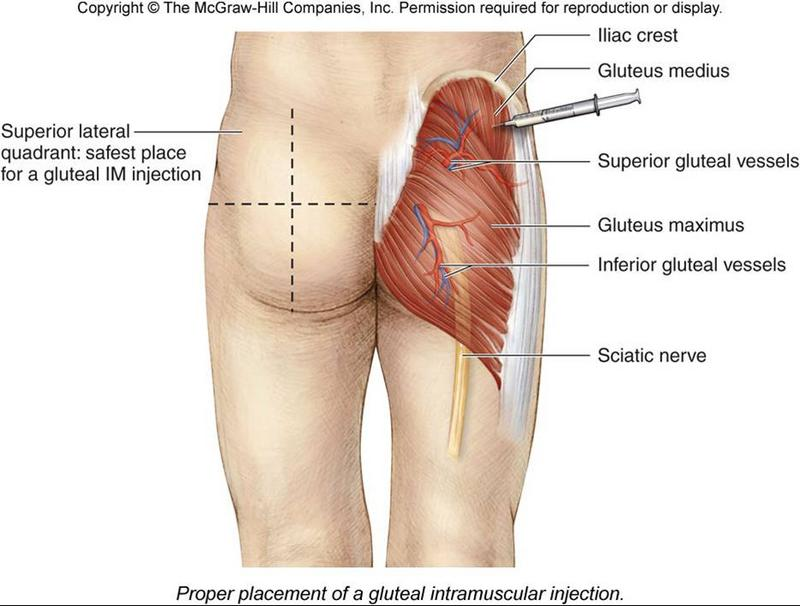 Copyright © The McGraw-Hill Companies, Inc. Permission required for reproduction or display.
Iliac crest
Gluteus medius
Superior lateral
quadrant: safest place
for a gluteal IM injection
Superior gluteal vessels
Gluteus maximus
Inferior gluteal vessels
Sciatic nerve
Proper placement of a gluteal intramuscular injection.